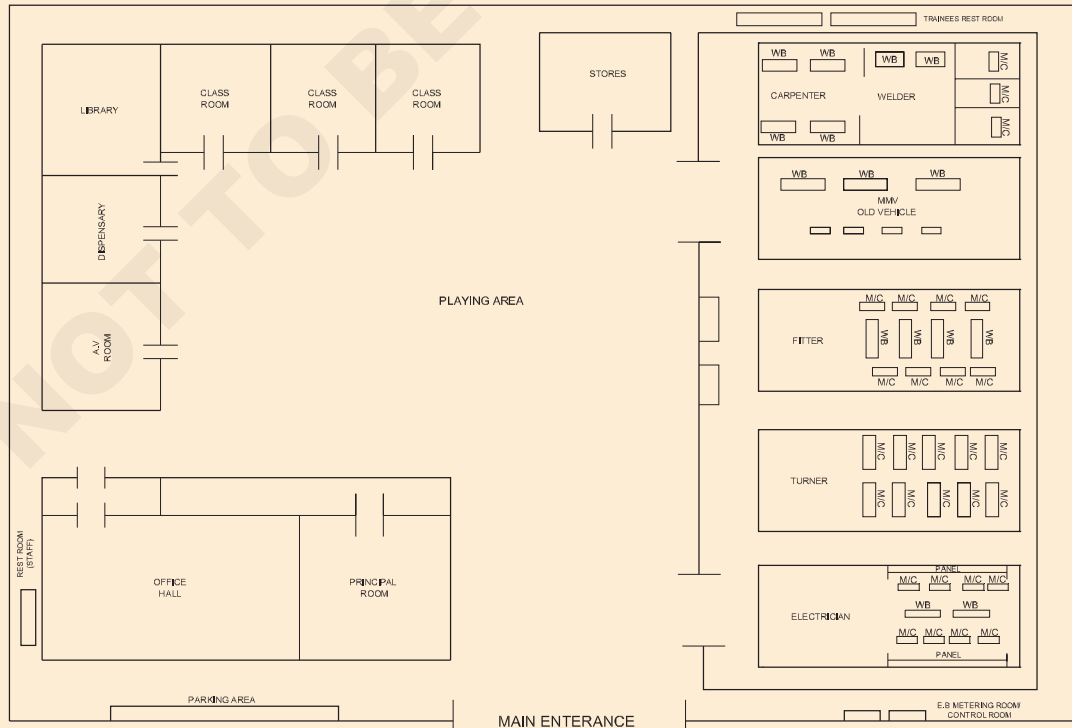 TRAINEES REST ROOM
LIBRARY
CLASS
ROOM
CLASS
ROOM
CLASS
ROOM
STORES
WB
WB
WB
WB
M/C
CARPENTER
WELDER
M/C
WB
WB
M/C
WB
WB
WB
MMV
OLD VEHICLE
DISPENSARY
PLAYING AREA
A.V
ROOM
M/C
M/C
M/C
M/C
FITTER
WB
WB
WB
WB
M/C
M/C
M/C
M/C
TURNER
M/C
M/C
M/C
M/C
M/C
M/C
M/C
M/C
M/C
M/C
REST ROOM
(STAFF)
OFFICE
HALL
PRINCIPAL
ROOM
PANEL
M/C
M/C
M/C
M/C
ELECTRICIAN
WB
WB
M/C
M/C
M/C
M/C
PANEL
PARKING AREA
MAIN ENTERANCE
E.B METERING ROOM/
CONTROL ROOM
NOT TO BE